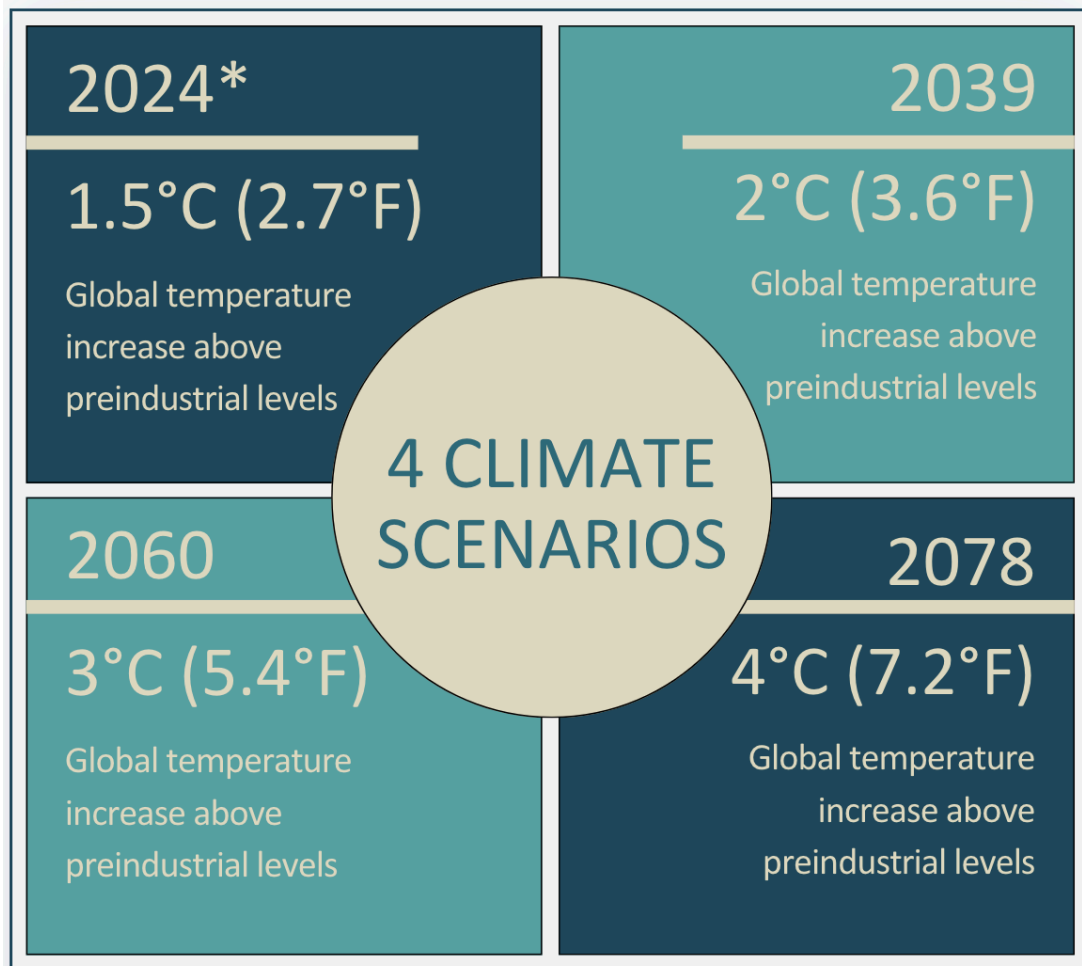 2024*
1.5°C (2.7°F)
Global temperature
increase above
preindustrial levels
2039
2°C (3.6°F)
Global temperature
increase above
preindustrial levels
4 CLIMATE
SCENARIOS
2060
3°C (5.4°F)
Global temperature
increase above
preindustrial levels
2078
4°C (7.2°F)
Global temperature
increase above
preindustrial levels